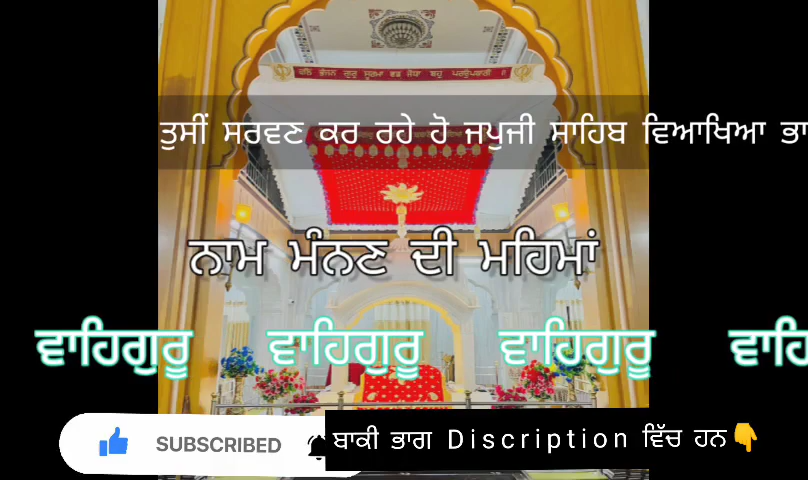 ਤੁਸੀਂ ਸਰਵਣ ਕਰ ਰਹੇ ਹੋ ਜਪੁਜੀ ਸਾਹਿਬ ਵਿਆਖਿਆ ਭਾ
ਨਾਮ ਮੰਨਣ ਦੀ ਮਹਿਮਾਂ
ਵਾਹਿਗੁਰੂ ਵਾਹਿਗੁਰੂ ਵਾਹਿਗੁਰੂ ਵਾਹਿ
SUBSCRIBED
ਬਾਕੀ ਭਾਗ Discription ਵਿੱਚ ਹਨ👇